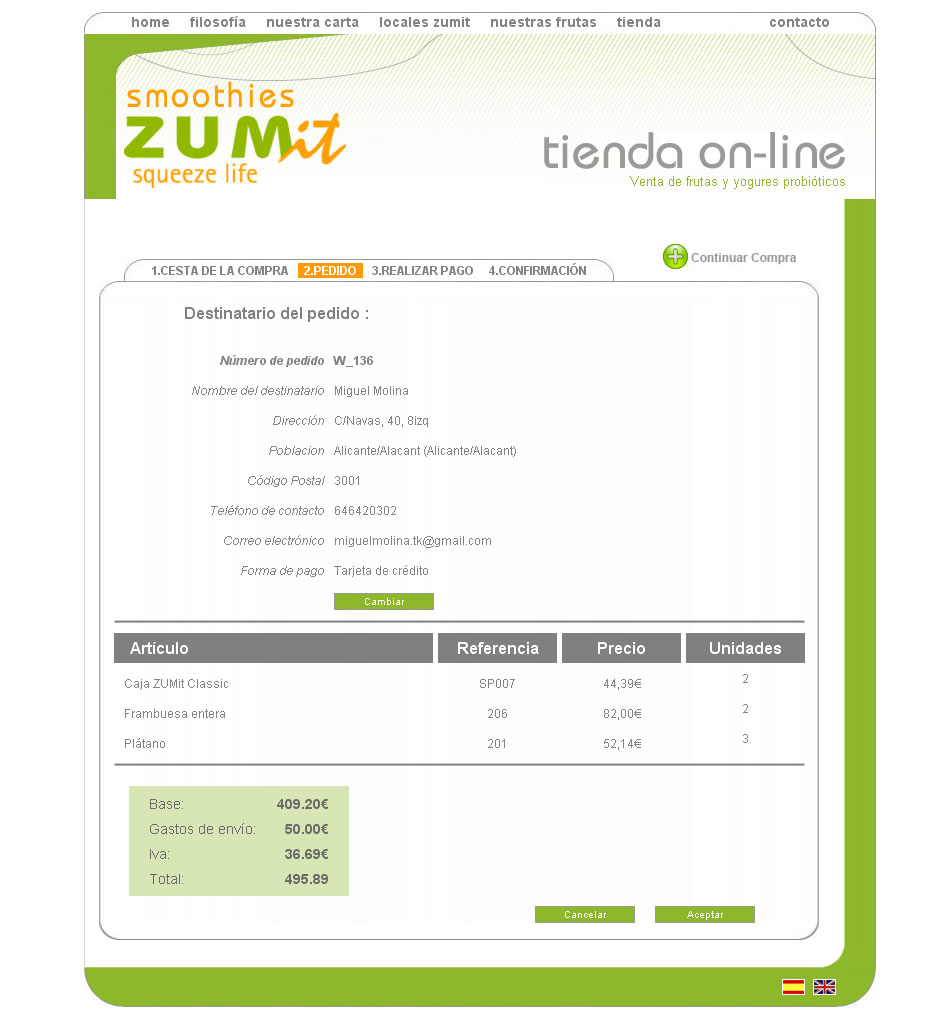 home filosofía nuestra carta locales zumit nuestras frutas tienda contacto
smoothies
ZUMit
squeeze life
tienda on-line
Venta de frutas y yogures probióticos
Continuar Compra
1.CESTA DE LA COMPRA 2.PEDIDO 3.REALIZAR PAGO 4.CONFIRMACIÓN
Destinatario del pedido :
Número de pedido W_136
Nombre del destinatario Miguel Molina
Dirección C/Navas, 40, 8izq
Poblacion Alicante/Alacant (Alicante/Alacant)
Código Postal 3001
Teléfono de contacto 646420302
Correo electrónico miguelmolina.tk@gmail.com
Forma de pago Tarjeta de crédito
Cambiar
Artículo Referencia Precio Unidades
Caja ZUMit Classic SP007 44,39€ 2
Frambuesa entera 206 82,00€ 2
Plátano 201 52,14€ 3
Base: 409.20€
Gastos de envío: 50.00€
Iva: 36.69€
Total: 495.89
Cancelar Aceptar